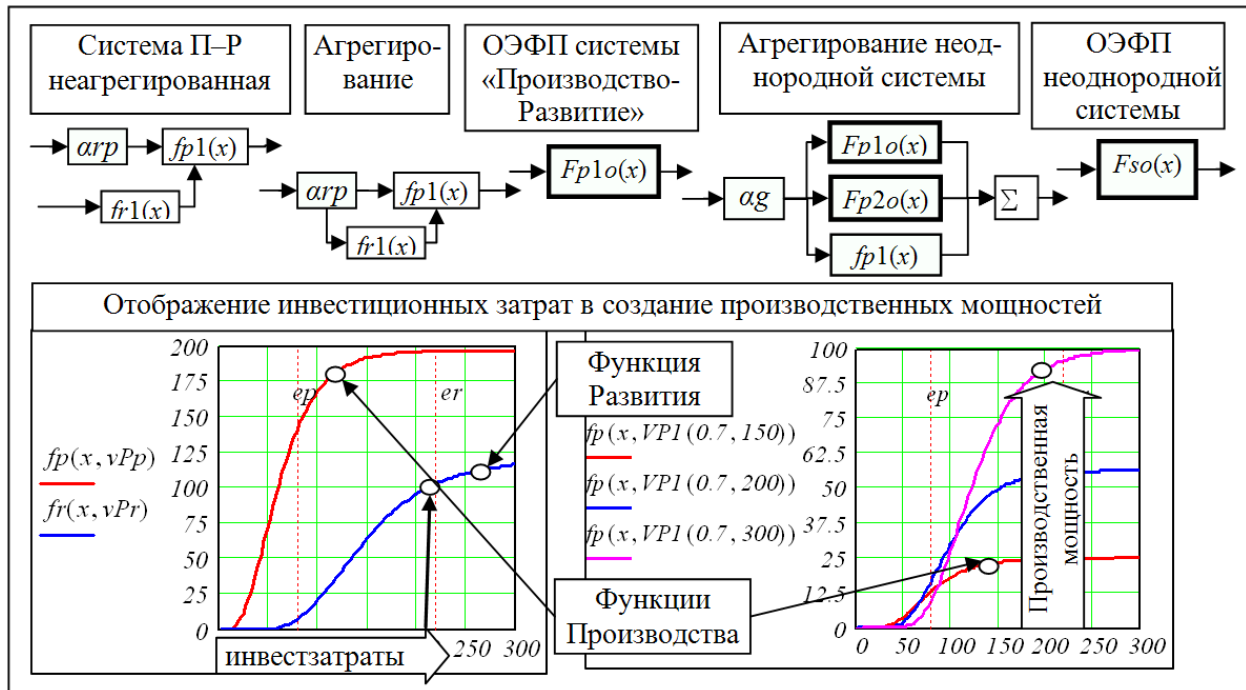 Система П–Р
неагрегированная
Агрегиро-
вание
ОЭФП системы
«Производство-
Развитие»
Агрегирование неод-
нородной системы
ОЭФП
неоднородной
системы
αrp
fp1(x)
fr1(x)
αrp
fp1(x)
fr1(x)
Fp1o(x)
αg
Fp1o(x)
Fp2o(x)
fp1(x)
Σ
Fso(x)
Отображение инвестиционных затрат в создание производственных мощностей
fp(x,vPp)
fr(x,vPr)
200
175
150
125
100
75
50
25
0
ep
er
250
300
инвестзатраты
Функция
Развития
Функции
Производства
fp(x,VP1(0.7,150))
fp(x,VP1(0.7,200))
fp(x,VP1(0.7,300))
100
87.5
75
62.5
50
37.5
25
12.5
0
ep
0
50
100
150
200
250
300
Производственная
мощность